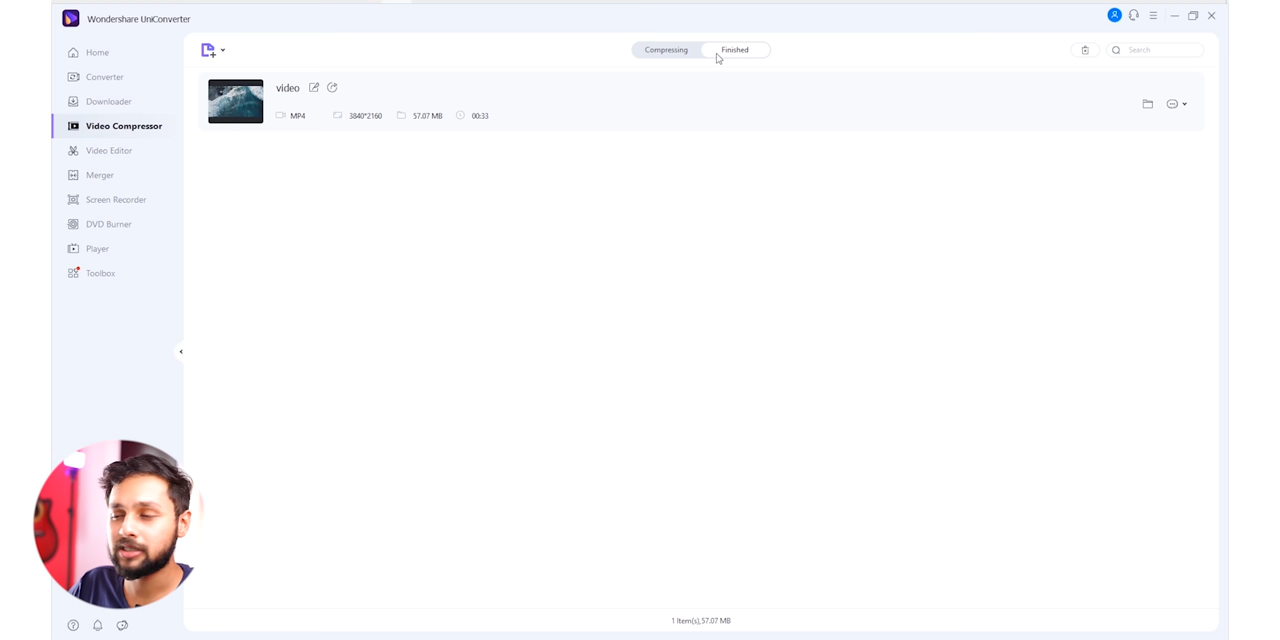 Wondershare UniConverter
Home
Converter
Downloader
Video Compressor
Video Editor
Merger
Screen Recorder
DVD Burner
Player
Toolbox
Compressing Finished
Search
video
MP4 3840*2160 57.07 MB 00:33
1 Item(s),57.07 MB